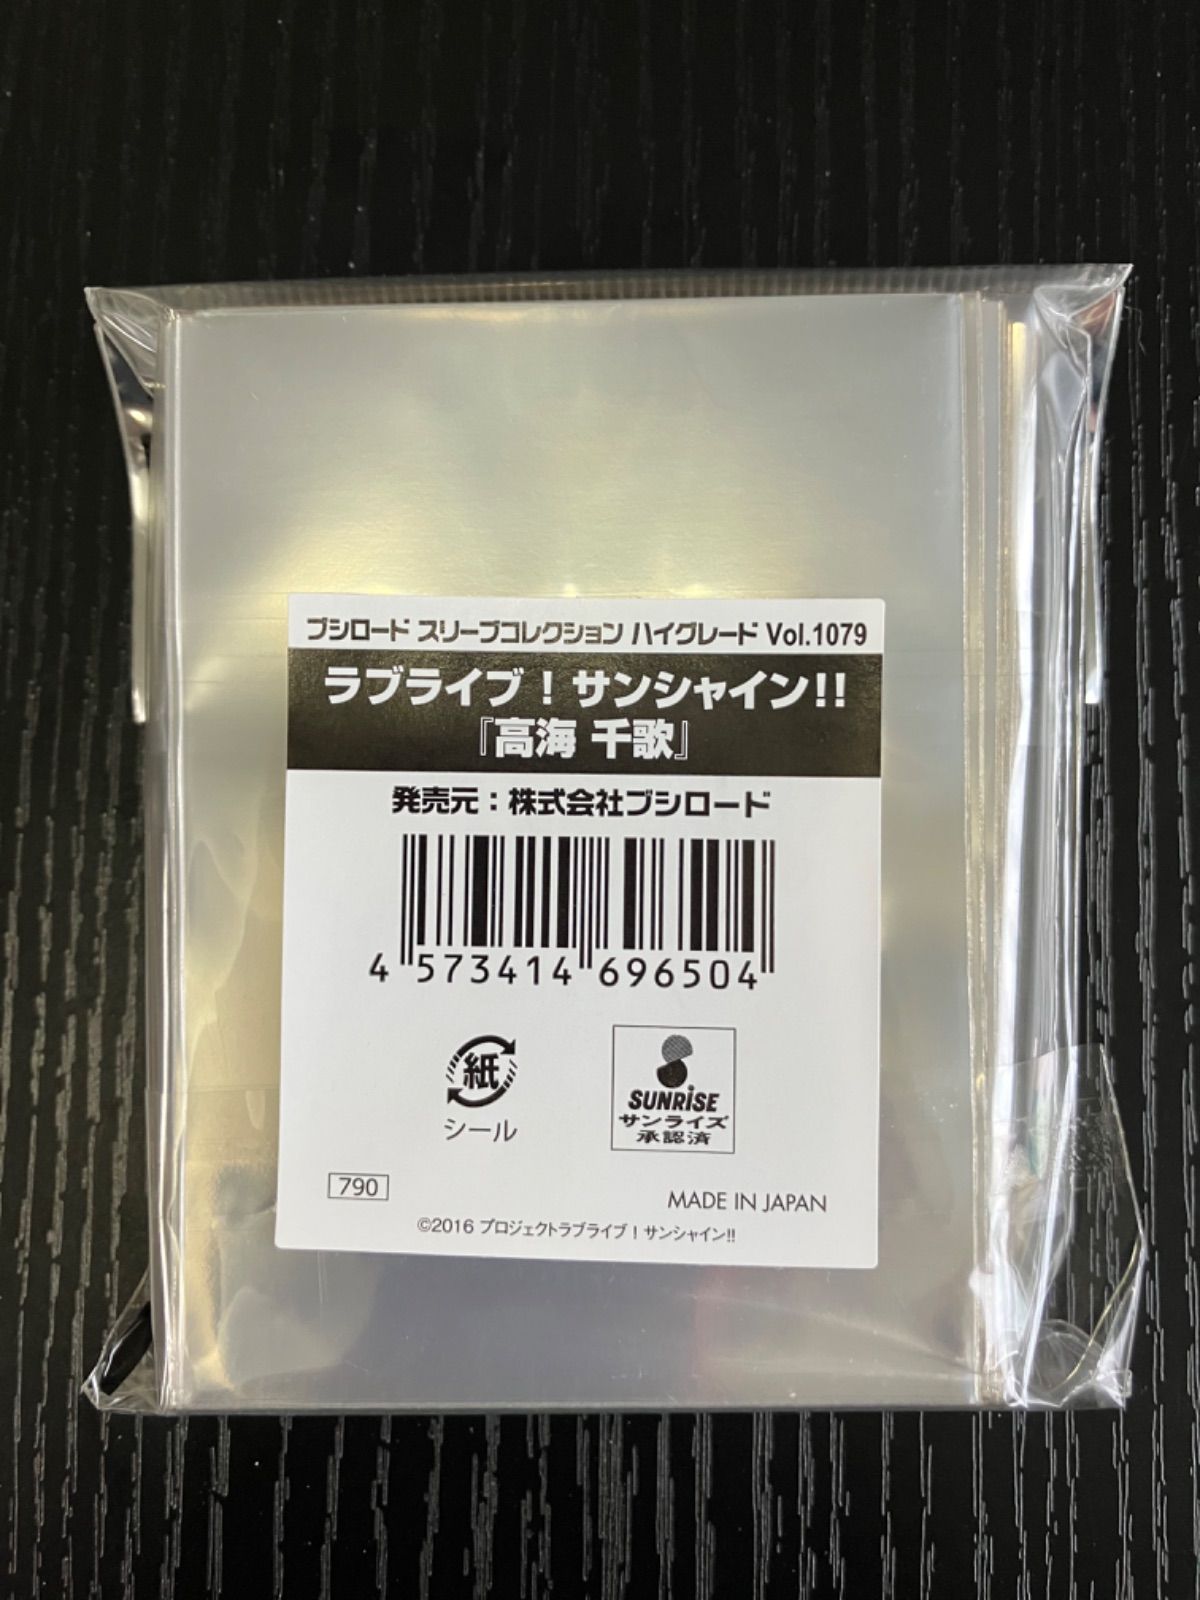 ブシロード スリーブコレクション ハイグレード Vol.1079
ラブライブ！サンシャイン!!
『高海 千歌』
発売元：株式会社ブシロード
4 573414 696504
紙
シール
SUNRiSE
サンライズ
承認済
790
MADE IN JAPAN
©2016 プロジェクトラブライブ！サンシャイン!!